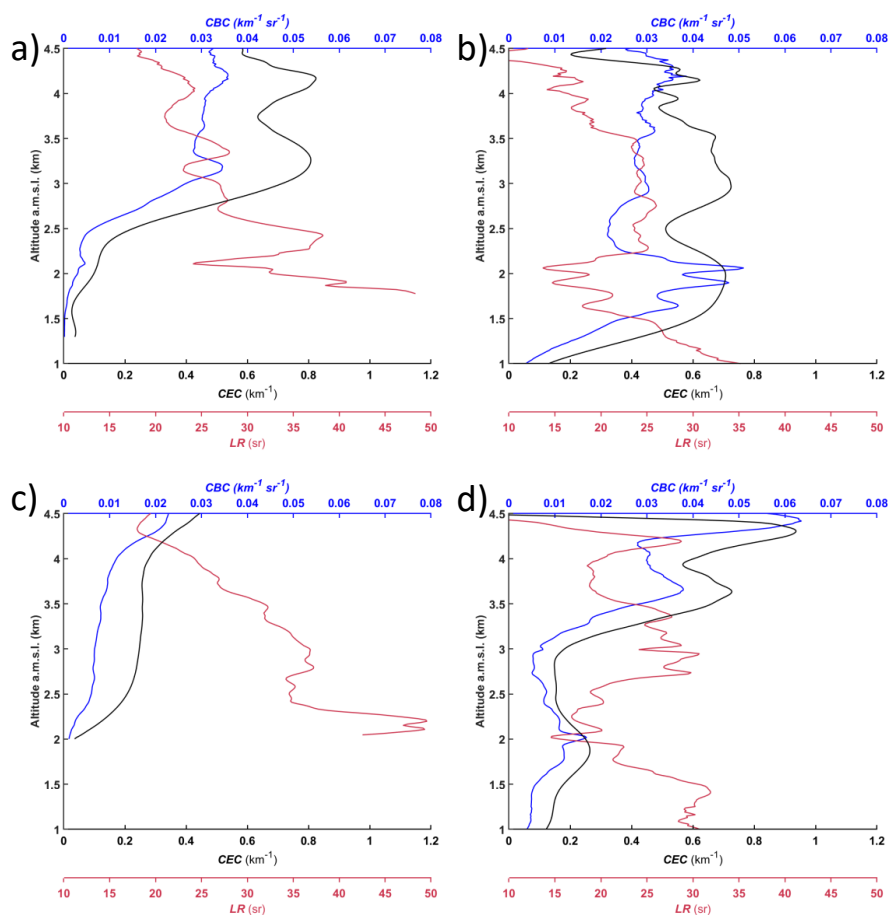 a)
CBC (km⁻¹ sr⁻¹)
0 0.01 0.02 0.03 0.04 0.05 0.06 0.07 0.08
4.5
4
3.5
3
2.5
2
1.5
1
Altitude a.m.s.l. (km)
0 0.2 0.4 0.6 0.8 1 1.2
CEC (km⁻¹)
10 15 20 25 30 35 40 45 50
LR (sr)
b)
CBC (km⁻¹ sr⁻¹)
0 0.01 0.02 0.03 0.04 0.05 0.06 0.07 0.08
4.5
4
3.5
3
2.5
2
1.5
1
Altitude a.m.s.l. (km)
0 0.2 0.4 0.6 0.8 1 1.2
CEC (km⁻¹)
10 15 20 25 30 35 40 45 50
LR (sr)
c)
CBC (km⁻¹ sr⁻¹)
0 0.01 0.02 0.03 0.04 0.05 0.06 0.07 0.08
4.5
4
3.5
3
2.5
2
1.5
1
Altitude a.m.s.l. (km)
0 0.2 0.4 0.6 0.8 1 1.2
CEC (km⁻¹)
10 15 20 25 30 35 40 45 50
LR (sr)
d)
CBC (km⁻¹ sr⁻¹)
0 0.01 0.02 0.03 0.04 0.05 0.06 0.07 0.08
4.5
4
3.5
3
2.5
2
1.5
1
Altitude a.m.s.l. (km)
0 0.2 0.4 0.6 0.8 1 1.2
CEC (km⁻¹)
10 15 20 25 30 35 40 45 50
LR (sr)